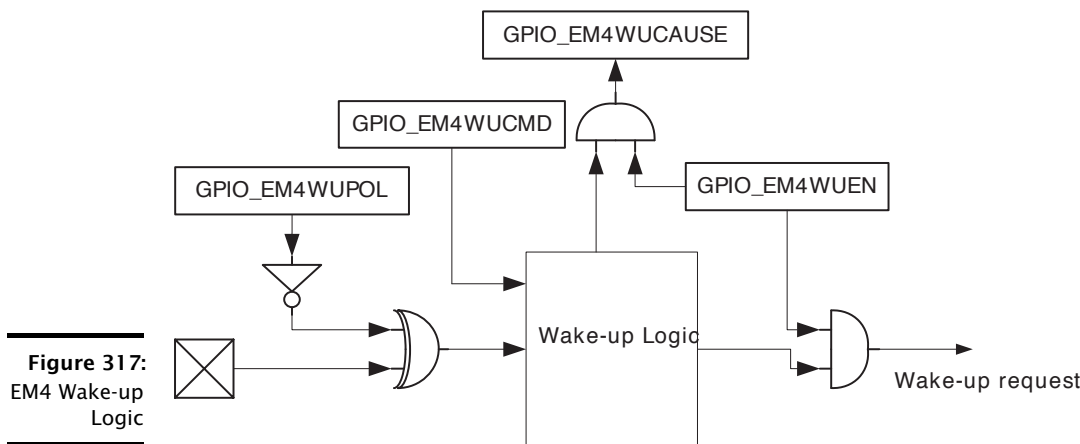 GPIO_EM4WUCAUSE
GPIO_EM4WUCMD
GPIO_EM4WUPOL
GPIO_EM4WUEN
Wake-up Logic
Wake-up request
Figure 317:
EM4 Wake-up
Logic